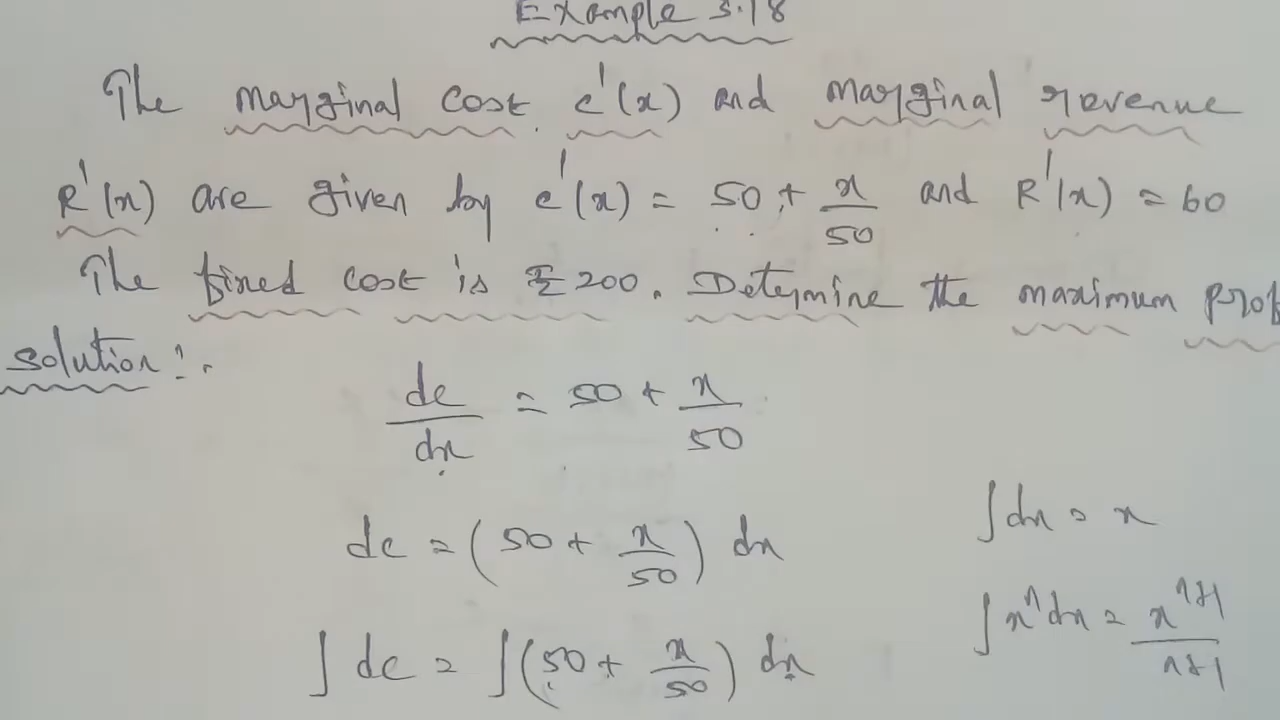 Example 3.18
The marginal cost c'(x) and marginal revenue
R'(x) are given by c'(x) = 50 + x/50 and R'(x) = 60
The fixed cost is ₹ 200. Determine the maximum prof
solution :.
dc/dx = 50 + x/50
dc = (50 + x/50) dx
∫dx = x
∫x^n dx = x^(n+1)/(n+1)
∫ dc = ∫(50 + x/50) dx